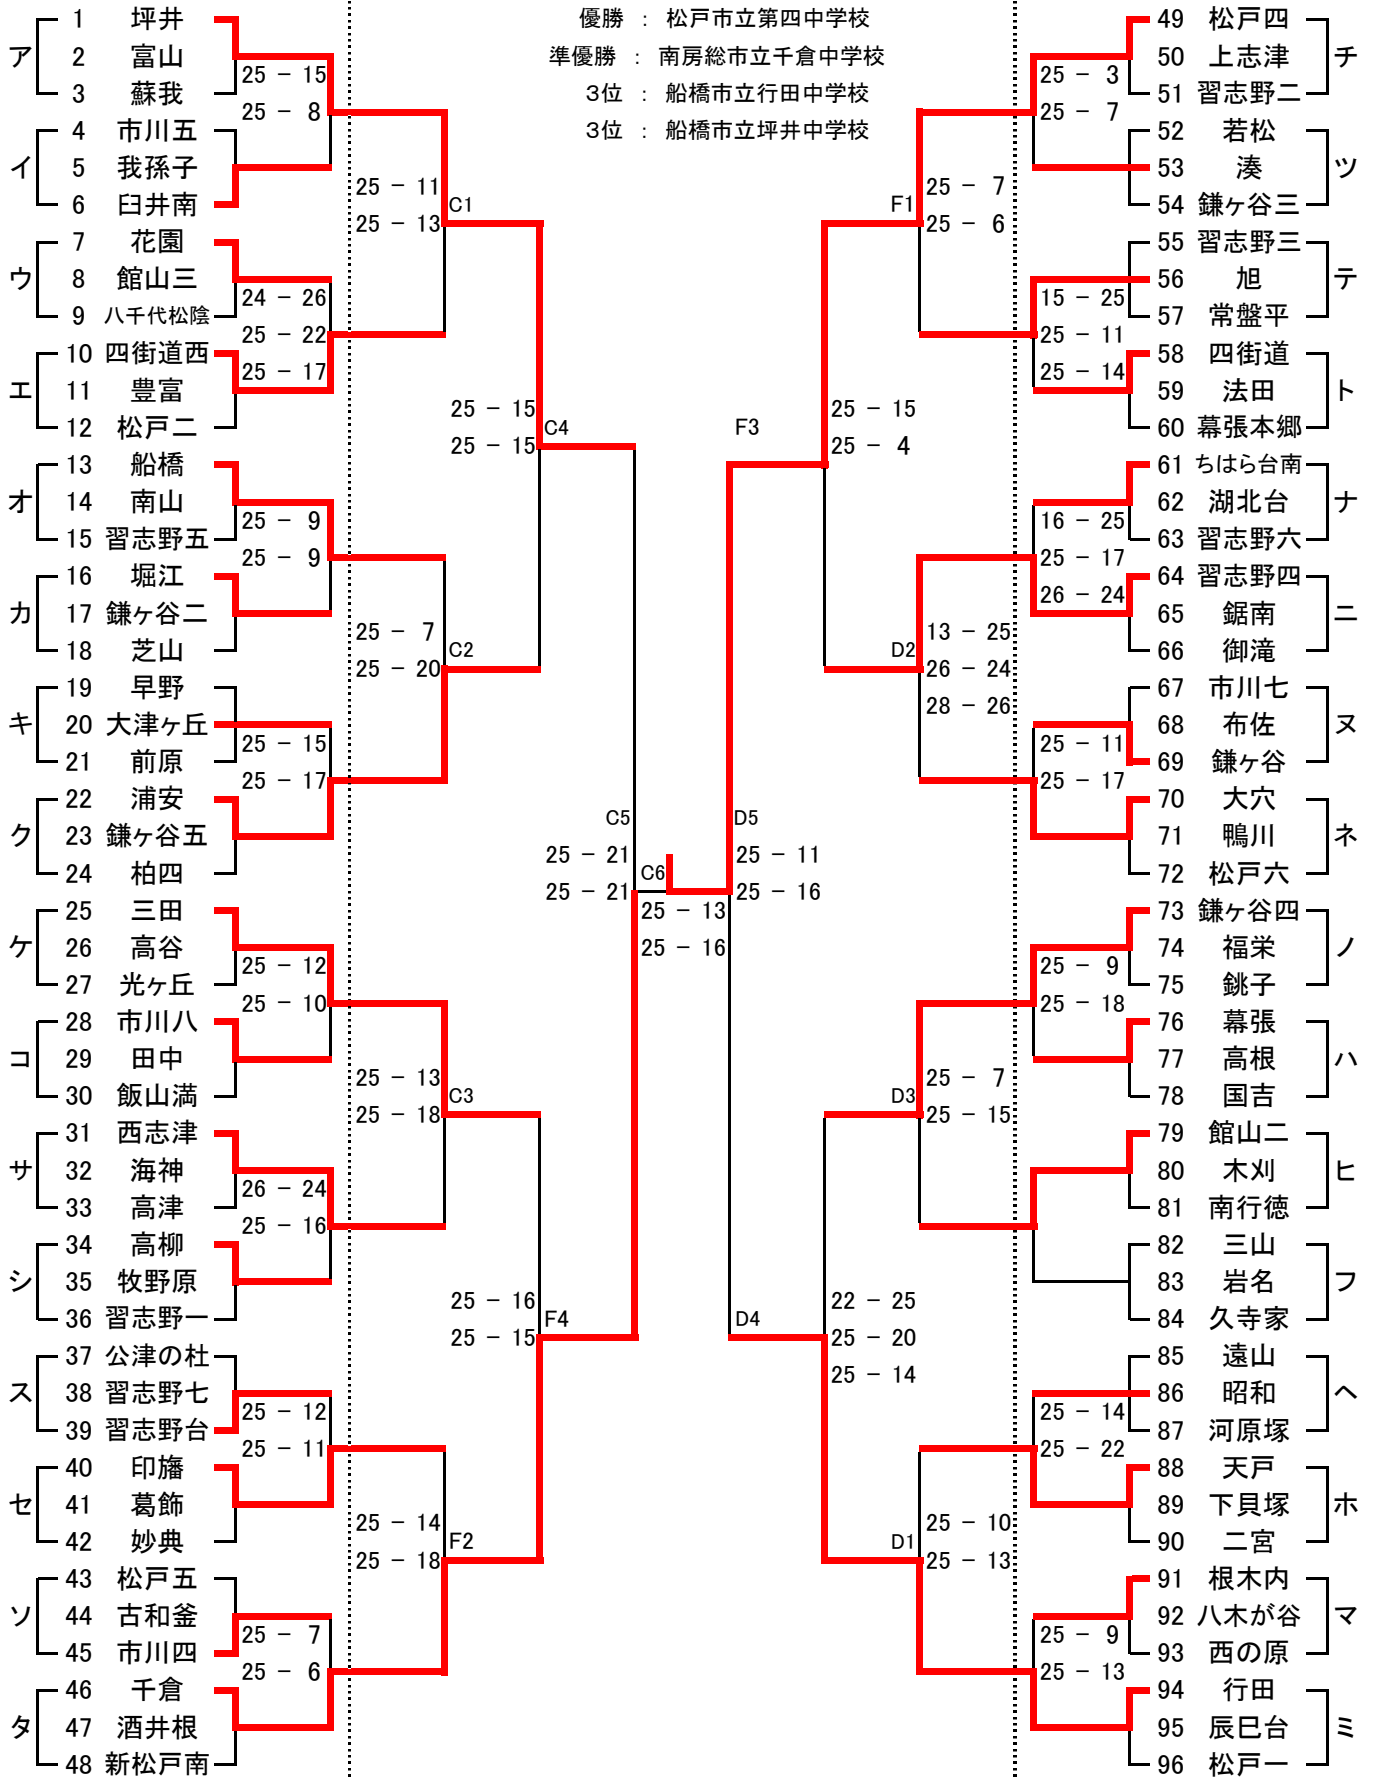 優勝 : 松戸市立第四中学校
準優勝 : 南房総市立千倉中学校
3位 : 船橋市立行田中学校
3位 : 船橋市立坪井中学校
ア
1 坪井
2 富山
3 蘇我
25 - 15
25 - 8
イ
4 市川五
5 我孫子
6 臼井南
25 - 11
25 - 13
C1
ウ
7 花園
8 館山三
9 八千代松陰
24 - 26
25 - 22
25 - 17
エ
10 四街道西
11 豊富
12 松戸二
25 - 15
25 - 15
C4
オ
13 船橋
14 南山
15 習志野五
25 - 9
25 - 9
カ
16 堀江
17 鎌ヶ谷二
18 芝山
25 - 7
25 - 20
C2
キ
19 早野
20 大津ヶ丘
21 前原
25 - 15
25 - 17
ク
22 浦安
23 鎌ヶ谷五
24 柏四
C5
25 - 21
25 - 21
C6
25 - 13
25 - 16
ケ
25 三田
26 高谷
27 光ヶ丘
25 - 12
25 - 10
コ
28 市川八
29 田中
30 飯山満
25 - 13
25 - 18
C3
サ
31 西志津
32 海神
33 高津
26 - 24
25 - 16
シ
34 高柳
35 牧野原
36 習志野一
25 - 16
25 - 15
F4
ス
37 公津の杜
38 習志野七
39 習志野台
25 - 12
25 - 11
セ
40 印旛
41 葛飾
42 妙典
25 - 14
25 - 18
F2
ソ
43 松戸五
44 古和釜
45 市川四
25 - 7
25 - 6
タ
46 千倉
47 酒井根
48 新松戸南
49 松戸四
50 上志津
51 習志野二
チ
25 - 3
25 - 7
52 若松
53 湊
54 鎌ヶ谷三
ツ
F1
25 - 7
25 - 6
55 習志野三
56 旭
57 常盤平
テ
15 - 25
25 - 11
25 - 14
58 四街道
59 法田
60 幕張本郷
ト
F3
25 - 15
25 - 4
61 ちはら台南
62 湖北台
63 習志野六
ナ
16 - 25
25 - 17
26 - 24
64 習志野四
65 鋸南
66 御滝
ニ
D2
13 - 25
26 - 24
28 - 26
67 市川七
68 布佐
69 鎌ヶ谷
ヌ
25 - 11
25 - 17
70 大穴
71 鴨川
72 松戸六
ネ
D5
25 - 11
25 - 16
73 鎌ヶ谷四
74 福栄
75 銚子
ノ
25 - 9
25 - 18
76 幕張
77 高根
78 国吉
ハ
D3
25 - 7
25 - 15
79 館山二
80 木刈
81 南行徳
ヒ
82 三山
83 岩名
84 久寺家
フ
D4
22 - 25
25 - 20
25 - 14
85 遠山
86 昭和
87 河原塚
ヘ
25 - 14
25 - 22
88 天戸
89 下貝塚
90 二宮
ホ
D1
25 - 10
25 - 13
91 根木内
92 八木が谷
93 西の原
マ
25 - 9
25 - 13
94 行田
95 辰巳台
96 松戸一
ミ